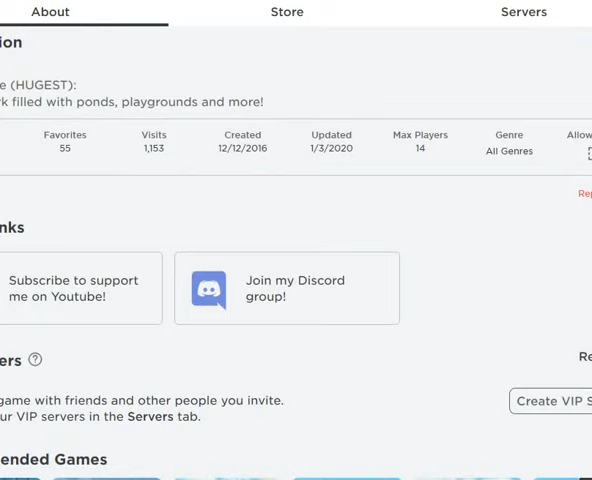 About Store Servers
ion
e (HUGEST):
k filled with ponds, playgrounds and more!
Favorites Visits Created Updated Max Players Genre Allow
55 1,153 12/12/2016 1/3/2020 14 All Genres
Rep
nks
Subscribe to support
me on Youtube!
Join my Discord
group!
ers ?
Re
game with friends and other people you invite.
ur VIP servers in the Servers tab.
Create VIP S
ended Games